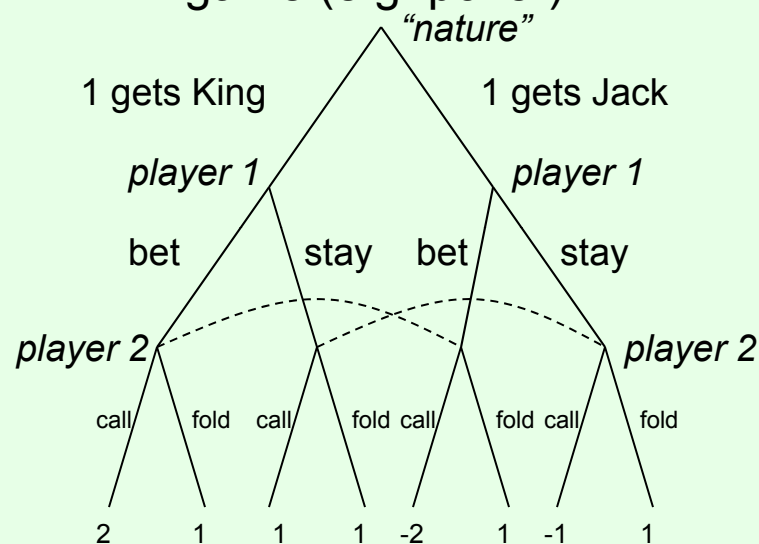 "nature"
1 gets King 1 gets Jack
player 1 player 1
bet stay bet stay
player 2 player 2
call fold call fold call fold call fold
2 1 1 1 -2 1 -1 1